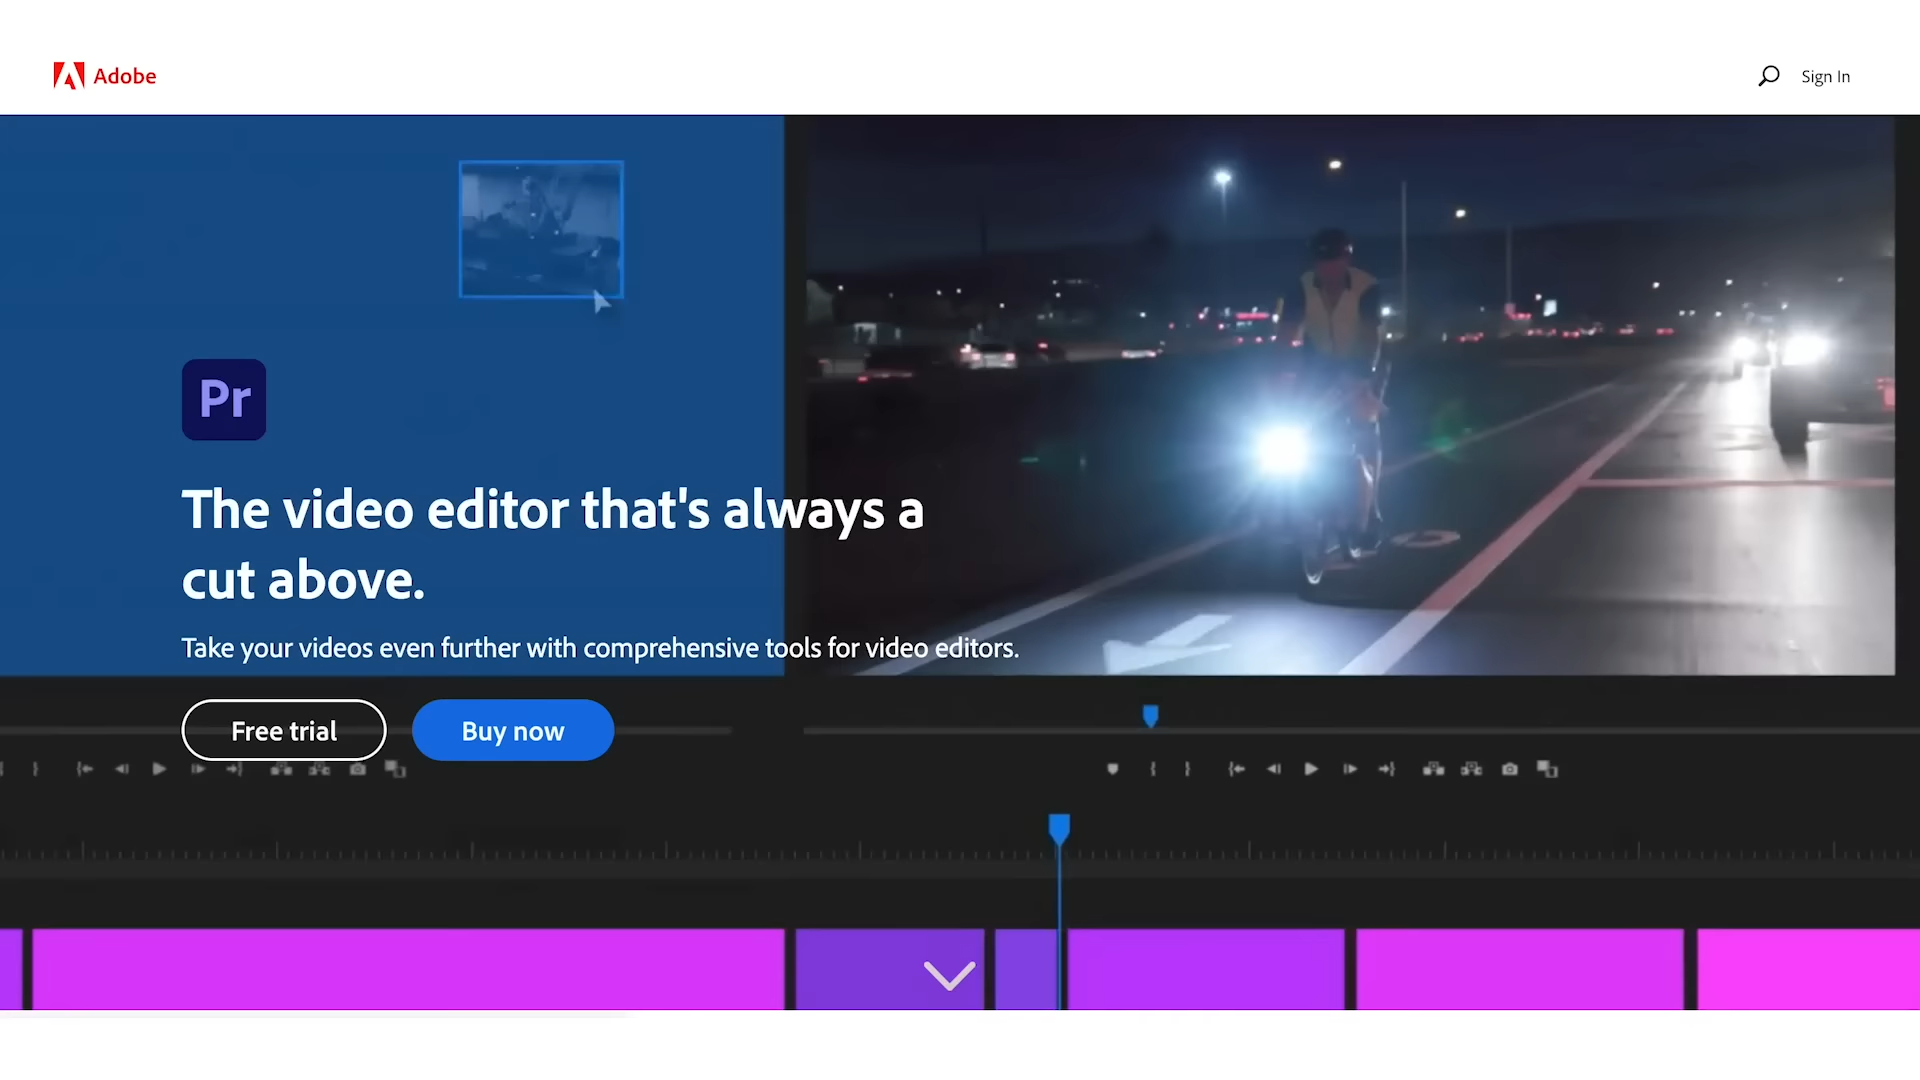 Adobe
Sign In
Pr
The video editor that's always a
cut above.
Take your videos even further with comprehensive tools for video editors.
Free trial
Buy now